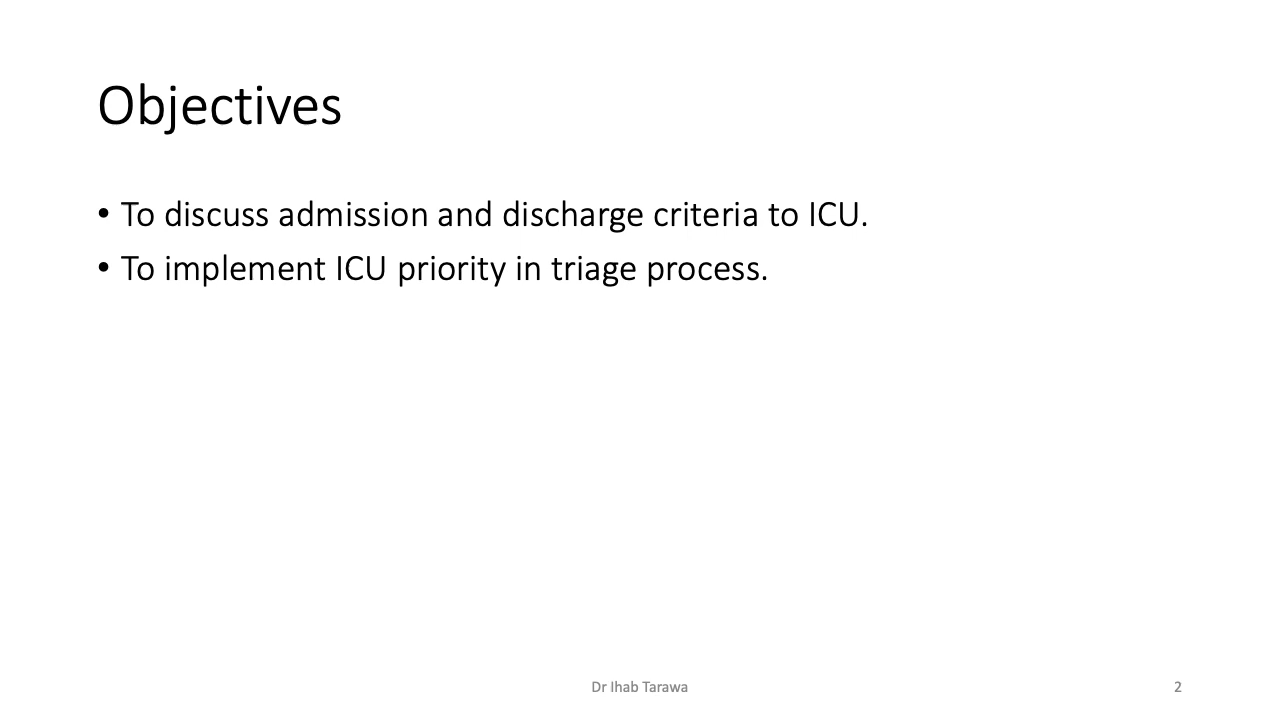 Objectives
• To discuss admission and discharge criteria to ICU.
• To implement ICU priority in triage process.
Dr Ihab Tarawa
2